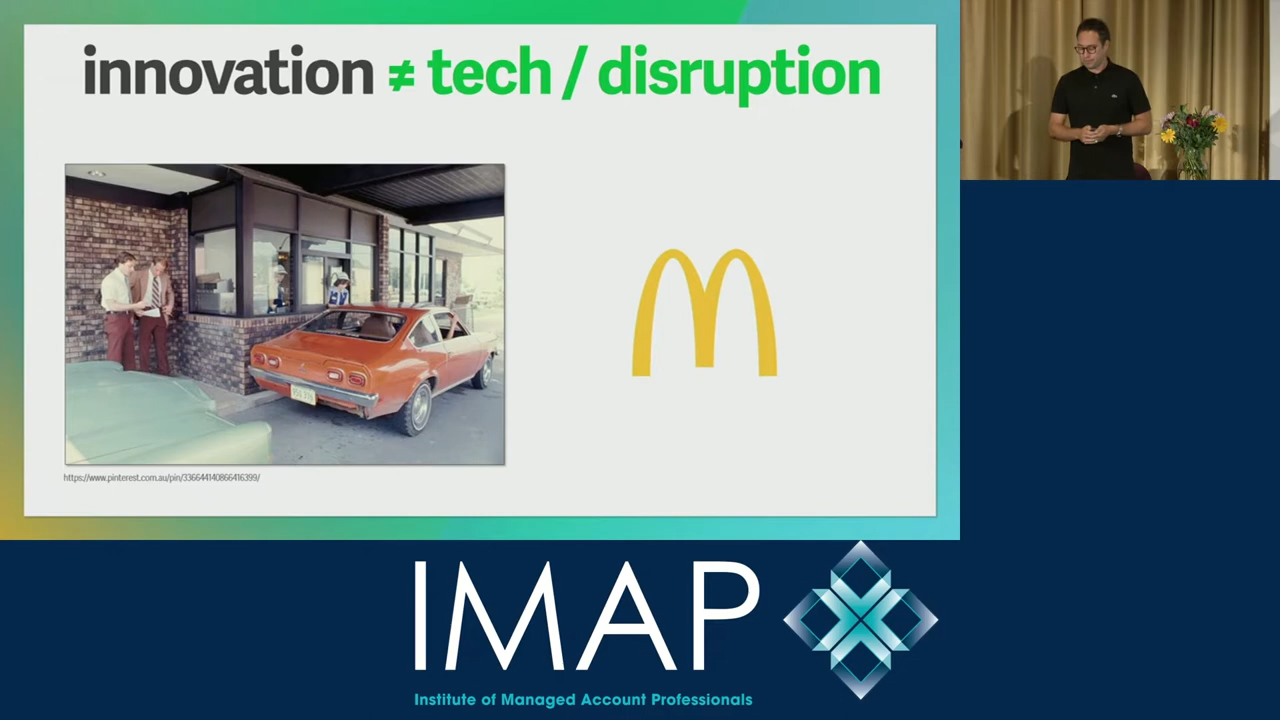 innovation ≠ tech / disruption
https://www.pinterest.com.au/pin/336644140866416399/
IMAP
Institute of Managed Account Professionals